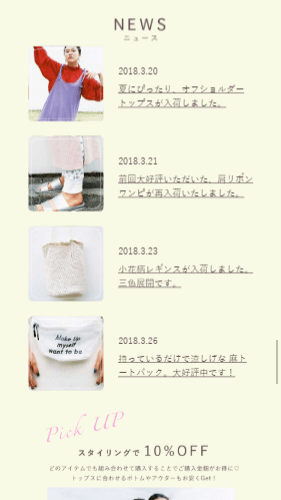 NEWS
ニュース
2018.3.20
夏にぴったり、オフショルダー
トップスが入荷しました。
2018.3.21
前回大好評いただいた、肩リボン
ワンピが再入荷いたしました。
2018.3.23
小花柄レギンスが入荷しました。
三色展開です。
Make Up
myself
want to be
2018.3.26
持っているだけで涼しげな 麻ト
ートバック。大好評中です！
Pick UP
スタイリングで 10%OFF
どのアイテムでも組み合わせて購入することでご購入金額がお得に♡
トップスに合わせるボトムやアウターもお安くGet！